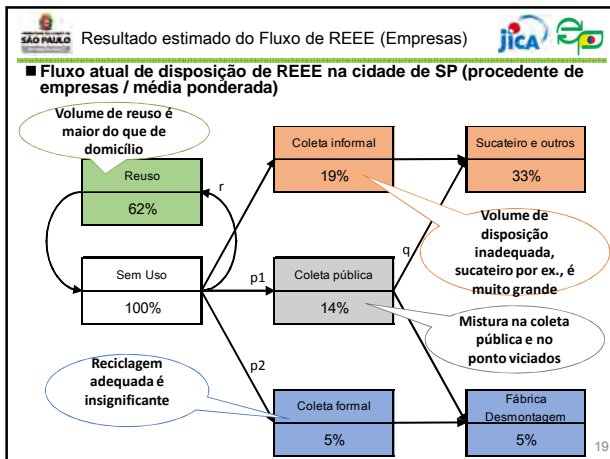 SÃO PAULO
Resultado estimado do Fluxo de REEE (Empresas)
jICA
■ Fluxo atual de disposição de REEE na cidade de SP (procedente de
empresas / média ponderada)
Volume de reuso é
maior do que de
domicílio
Reuso
62%
r
Coleta informal
19%
Sucateiro e outros
33%
Volume de
disposição
inadequada,
sucateiro por ex., é
muito grande
q
Sem Uso
100%
p1
Coleta pública
14%
Mistura na coleta
pública e no
ponto viciados
p2
Reciclagem
adequada é
insignificante
Coleta formal
5%
Fábrica
Desmontagem
5%
19